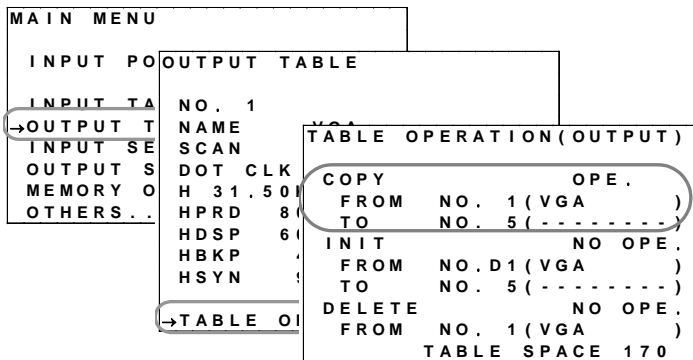 MAIN MENU
INPUT PO
INPUT TA
→OUTPUT T
INPUT SE
OUTPUT S
MEMORY O
OTHERS..
OUTPUT TABLE
NO. 1
NAME VGA
SCAN
DOT CLK
H 31.50
HPRD 8
HDSP 6
HBKP
HSYN
→TABLE O
TABLE OPERATION(OUTPUT)
COPY OPE.
FROM NO. 1(VGA )
TO NO. 5(--------)
INIT NO OPE.
FROM NO.D1(VGA )
TO NO. 5(--------)
DELETE NO OPE.
FROM NO. 1(VGA )
TABLE SPACE 170